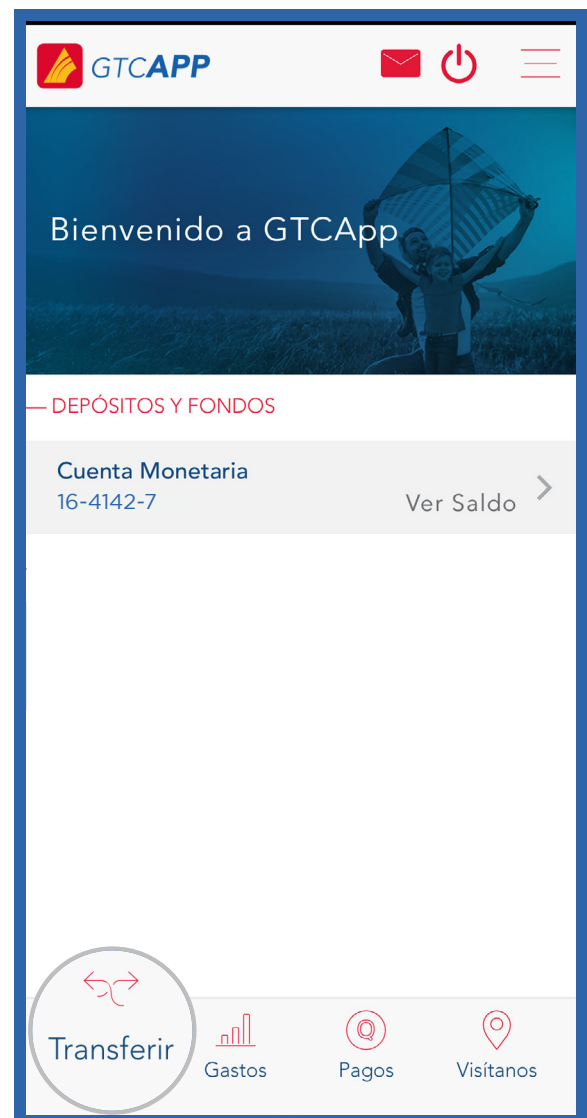 GTCAPP
Bienvenido a GTCApp
DEPÓSITOS Y FONDOS
Cuenta Monetaria
16-4142-7
Ver Saldo
Transferir
Gastos
Pagos
Visítanos